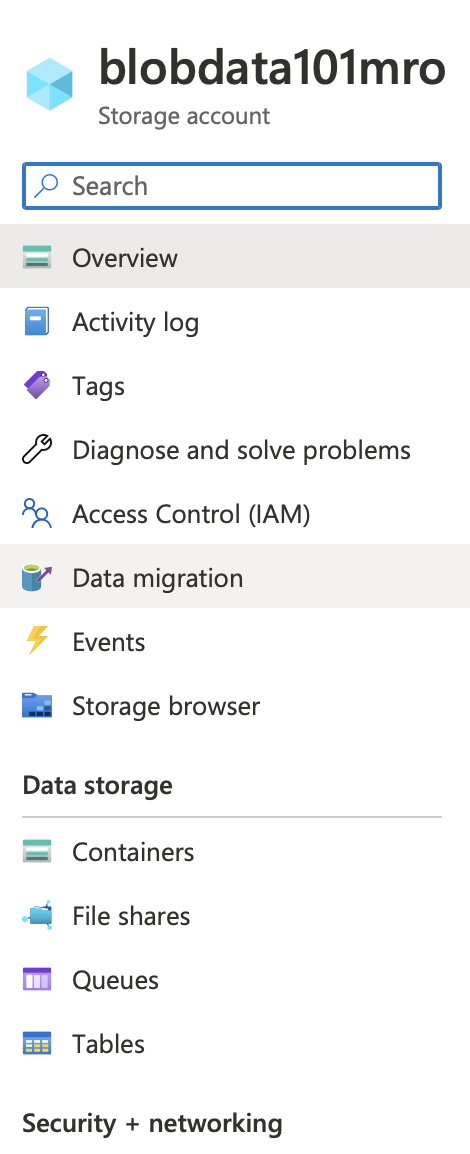 blobdata101mro
Storage account
Search
Overview
Activity log
Tags
Diagnose and solve problems
Access Control (IAM)
Data migration
Events
Storage browser
Data storage
Containers
File shares
Queues
Tables
Security + networking